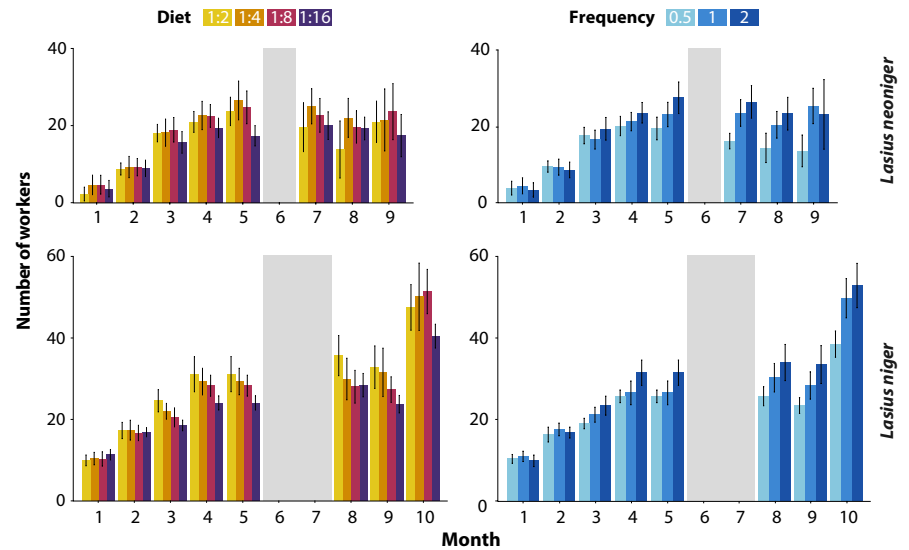 Diet 1:2 1:4 1:8 1:16
Frequency 0.5 1 2
Number of workers
40
20
0
1 2 3 4 5 6 7 8 9
40
20
0
1 2 3 4 5 6 7 8 9
Lasius neoniger
60
40
20
0
1 2 3 4 5 6 7 8 9 10
60
40
20
0
1 2 3 4 5 6 7 8 9 10
Lasius niger
Month